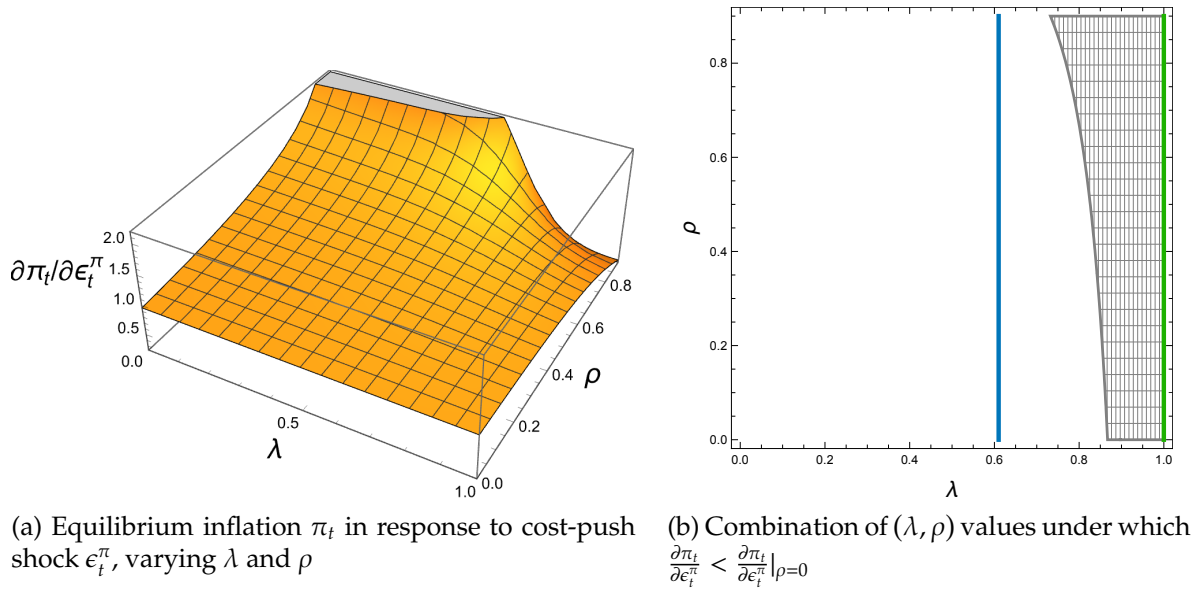 2.0
1.5
1.0
0.5
0.0
∂π_t/∂ϵ_t^π
0.5
λ
1.0
0.0
0.2
0.4
0.6
0.8
ρ
0.8
0.6
0.4
0.2
0.0
ρ
0.0 0.2 0.4 0.6 0.8 1.0
λ
(a) Equilibrium inflation π_t in response to cost-push
shock ϵ_t^π, varying λ and ρ
(b) Combination of (λ, ρ) values under which
∂π_t/∂ϵ_t^π < ∂π_t/∂ϵ_t^π|_{ρ=0}